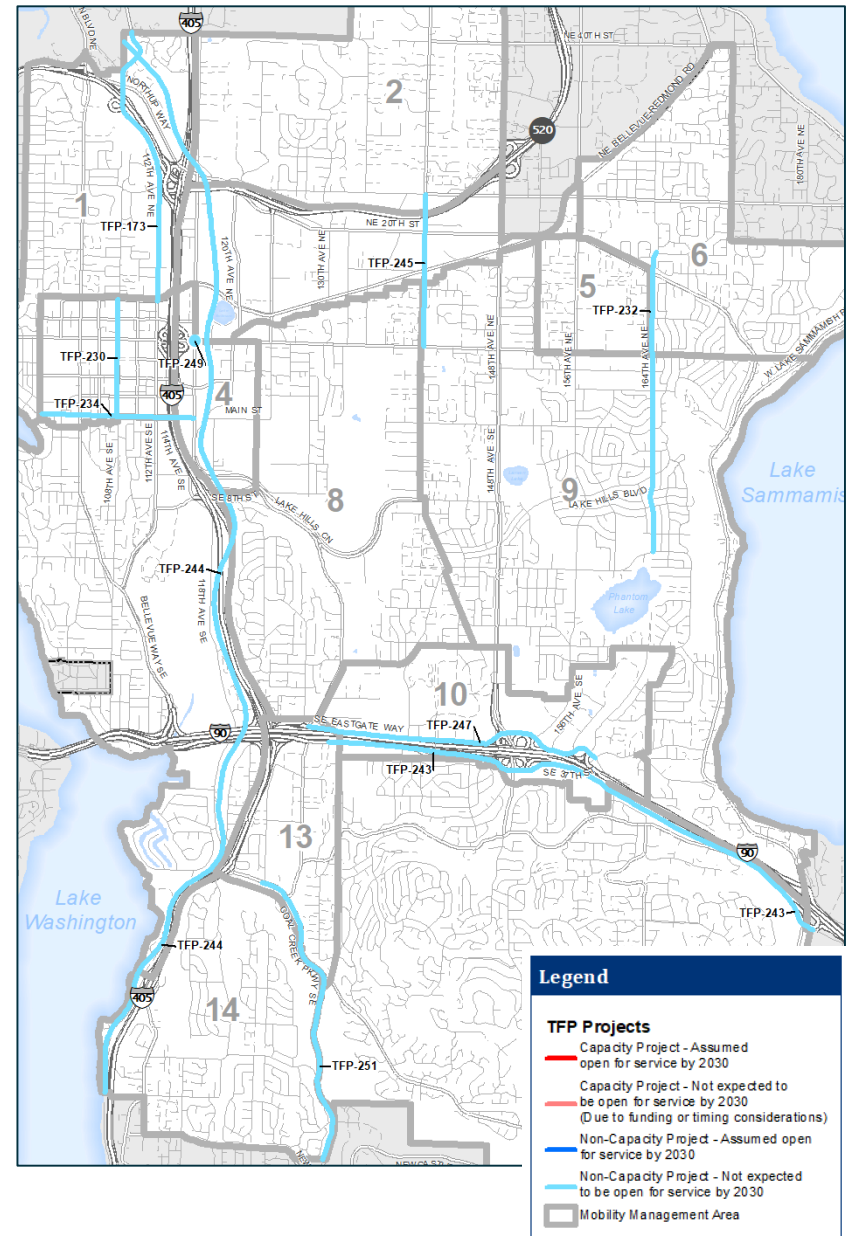 405
NE 40TH ST
NORTHUP WAY
2
520
NE BELLEVUE-REDMOND RD
180TH AVE NE
112TH AVE NE
1
TFP-173
NE 20TH ST
120TH AVE NE
130TH AVE NE
TFP-245
6
5
TFP-232
148TH AVE NE
156TH AVE NE
164TH AVE NE
TFP-230
TFP-249
405
4
TFP-234
MAIN ST
108TH AVE SE
112TH AVE SE
114TH AVE SE
148TH AVE SE
SE 8TH ST
LAKE HILLS CN
8
9
LAKE HILLS BLVD
Lake
Sammamis
TFP-244
118TH AVE SE
BELLEVUE WAY SE
Phantom
Lake
10
SE EASTGATE WAY
TFP-247
90
TFP-243
SE 37TH
13
90
Lake
Washington
COAL CREEK PKWY SE
TFP-243
TFP-244
405
14
TFP-251
Legend
TFP Projects
Capacity Project - Assumed
open for service by 2030
Capacity Project - Not expected to
be open for service by 2030
(Due to funding or timing considerations)
Non-Capacity Project - Assumed open
for service by 2030
Non-Capacity Project - Not expected
to be open for service by 2030
Mobility Management Area